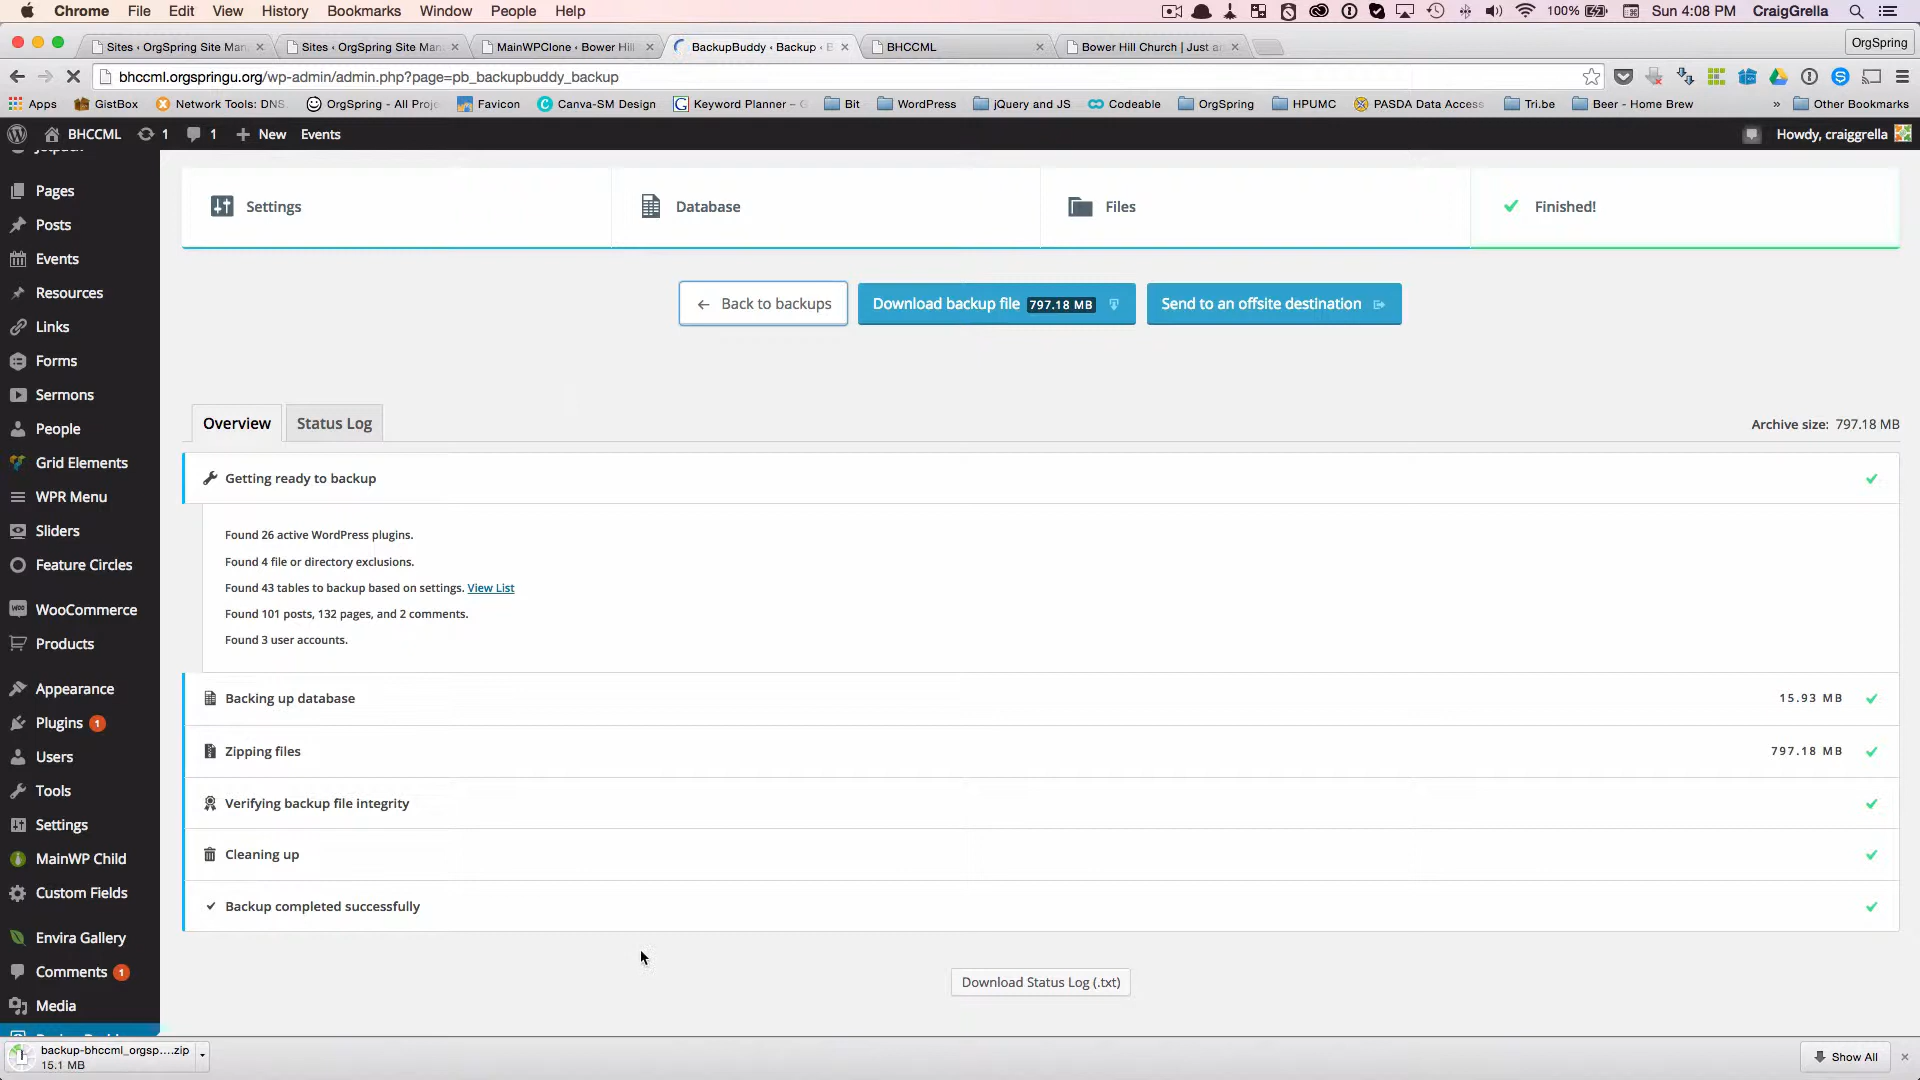 Chrome File Edit View History Bookmarks Window People Help 100% Sun 4:08 PM CraigGrella
Sites ‹ OrgSpring Site Man
Sites ‹ OrgSpring Site Man
MainWPClone ‹ Bower Hil
BackupBuddy ‹ Backup ‹ B
BHCCML
Bower Hill Church | Just a
OrgSpring
bhccml.orgspringu.org/wp-admin/admin.php?page=pb_backupbuddy_backup
Apps GistBox Network Tools: DNS. OrgSpring - All Proje Favicon Canva-SM Design Keyword Planner – G Bit WordPress jQuery and JS Codeable OrgSpring HPUMC PASDA Data Access Tri.be Beer - Home Brew » Other Bookmarks
BHCCML 1 1 + New Events Howdy, craiggrella
Jetpack
Pages
Posts
Events
Resources
Links
Forms
Sermons
People
Grid Elements
WPR Menu
Sliders
Feature Circles
WooCommerce
Products
Appearance
Plugins 1
Users
Tools
Settings
MainWP Child
Custom Fields
Envira Gallery
Comments 1
Media
Settings
Database
Files
Finished!
← Back to backups
Download backup file 797.18 MB
Send to an offsite destination
Overview
Status Log
Archive size: 797.18 MB
Getting ready to backup
Found 26 active WordPress plugins.
Found 4 file or directory exclusions.
Found 43 tables to backup based on settings. View List
Found 101 posts, 132 pages, and 2 comments.
Found 3 user accounts.
Backing up database 15.93 MB
Zipping files 797.18 MB
Verifying backup file integrity
Cleaning up
Backup completed successfully
Download Status Log (.txt)
backup-bhccml_orgsp....zip
15.1 MB
Show All